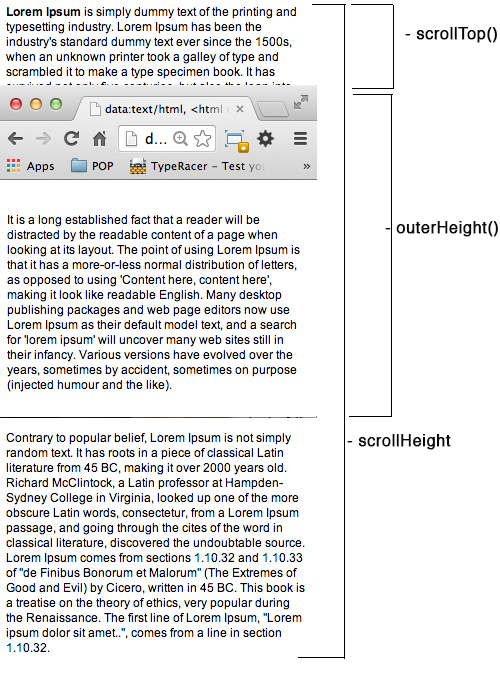 Lorem Ipsum is simply dummy text of the printing and
typesetting industry. Lorem Ipsum has been the
industry's standard dummy text ever since the 1500s,
when an unknown printer took a galley of type and
scrambled it to make a type specimen book. It has
survived not only five centuries, but also the leap into
- scrollTop()
data:text/html, <html
d...
Apps POP TypeRacer - Test yo »
It is a long established fact that a reader will be
distracted by the readable content of a page when
looking at its layout. The point of using Lorem Ipsum is
that it has a more-or-less normal distribution of letters,
as opposed to using 'Content here, content here',
making it look like readable English. Many desktop
publishing packages and web page editors now use
Lorem Ipsum as their default model text, and a search
for 'lorem ipsum' will uncover many web sites still in
their infancy. Various versions have evolved over the
years, sometimes by accident, sometimes on purpose
(injected humour and the like).
- outerHeight()
Contrary to popular belief, Lorem Ipsum is not simply
random text. It has roots in a piece of classical Latin
literature from 45 BC, making it over 2000 years old.
Richard McClintock, a Latin professor at Hampden-
Sydney College in Virginia, looked up one of the more
obscure Latin words, consectetur, from a Lorem Ipsum
passage, and going through the cites of the word in
classical literature, discovered the undoubtable source.
Lorem Ipsum comes from sections 1.10.32 and 1.10.33
of "de Finibus Bonorum et Malorum" (The Extremes of
Good and Evil) by Cicero, written in 45 BC. This book is
a treatise on the theory of ethics, very popular during
the Renaissance. The first line of Lorem Ipsum, "Lorem
ipsum dolor sit amet..", comes from a line in section
1.10.32.
- scrollHeight